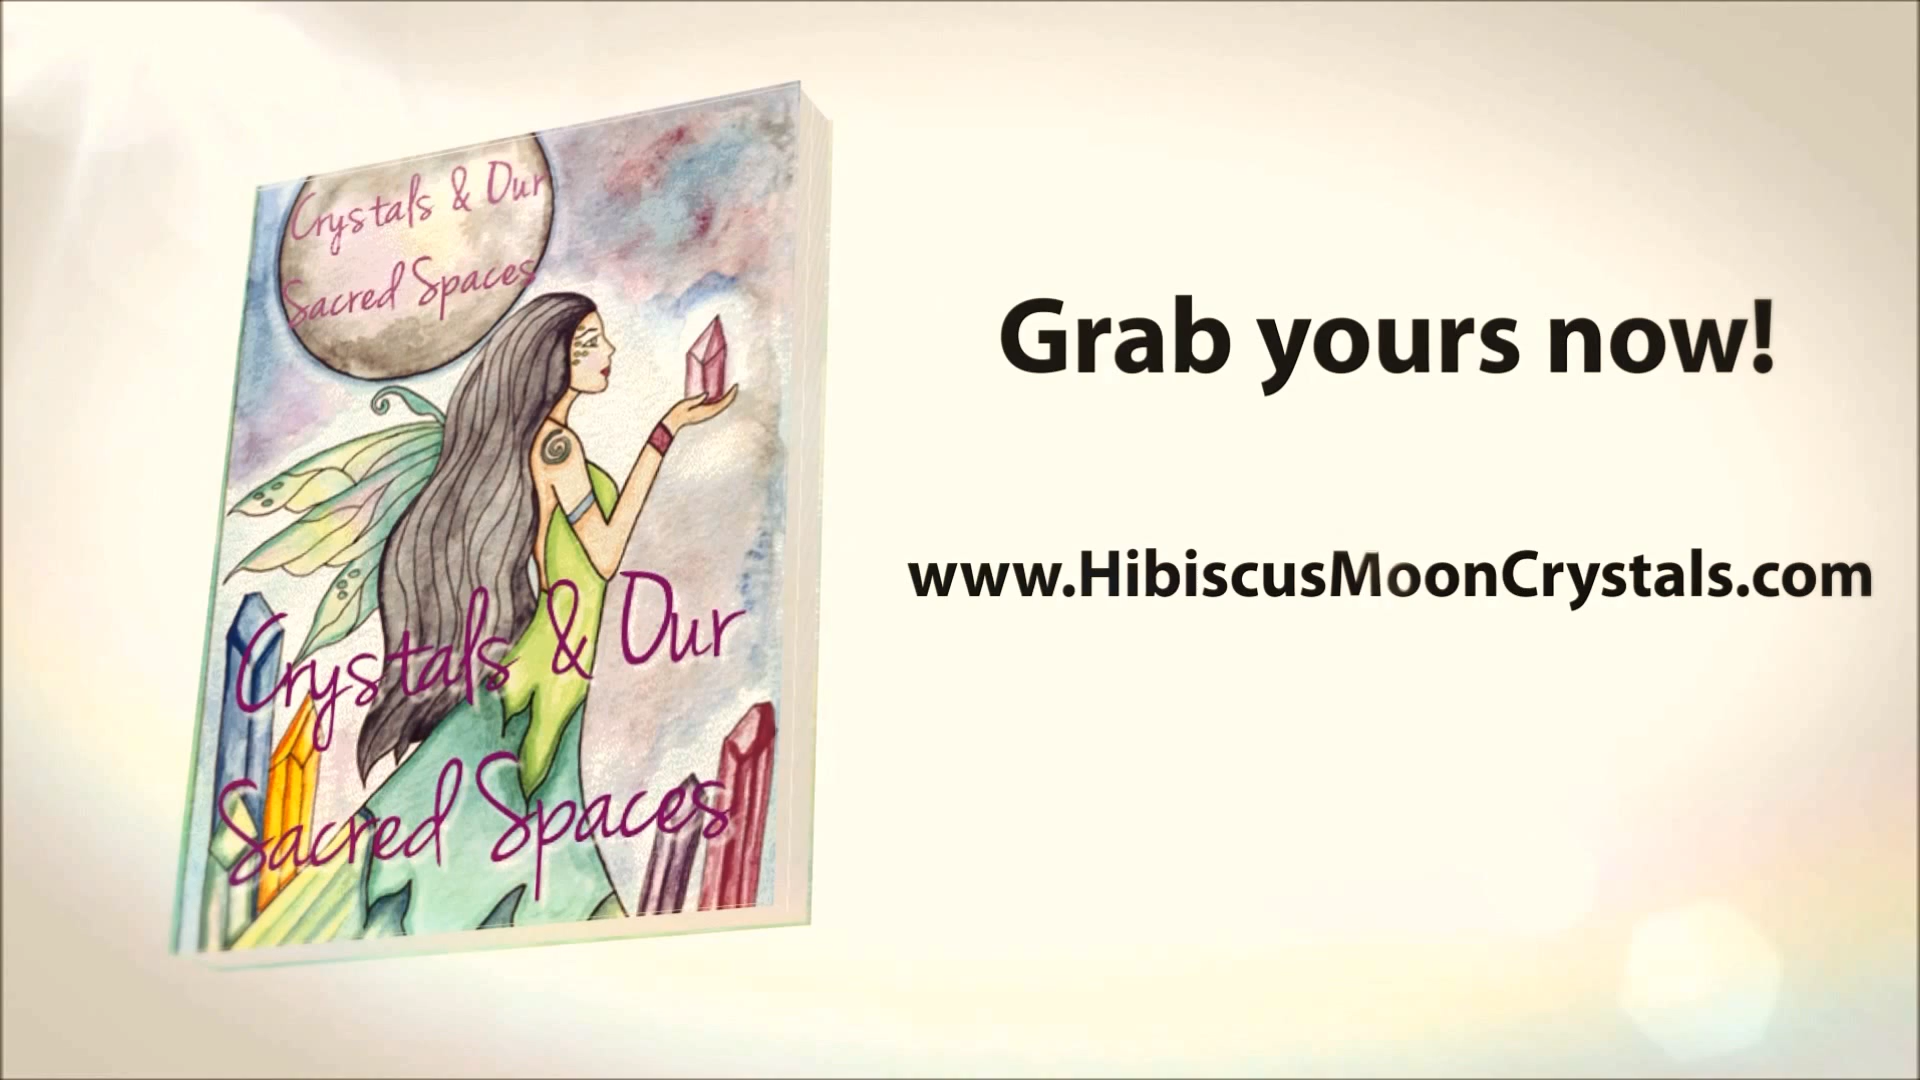 Crystals & Our
Sacred Spaces
Crystals & Our
Sacred Spaces
Grab yours now!
www.HibiscusMoonCrystals.com